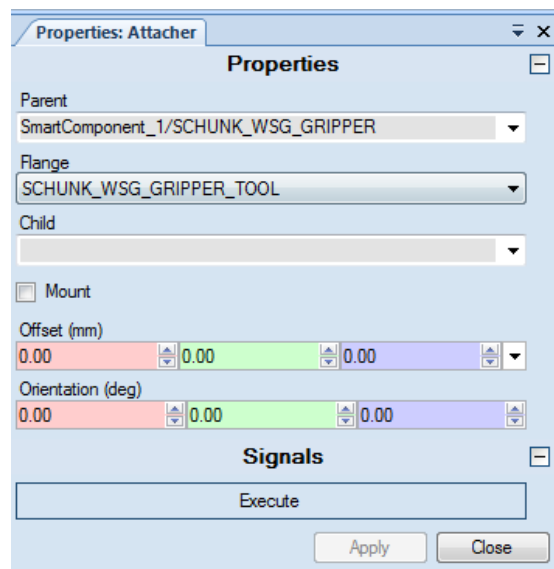 Properties: Attacher
Properties
Parent
SmartComponent_1/SCHUNK_WSG_GRIPPER
Flange
SCHUNK_WSG_GRIPPER_TOOL
Child
Mount
Offset (mm)
0.00 0.00 0.00
Orientation (deg)
0.00 0.00 0.00
Signals
Execute
Apply Close